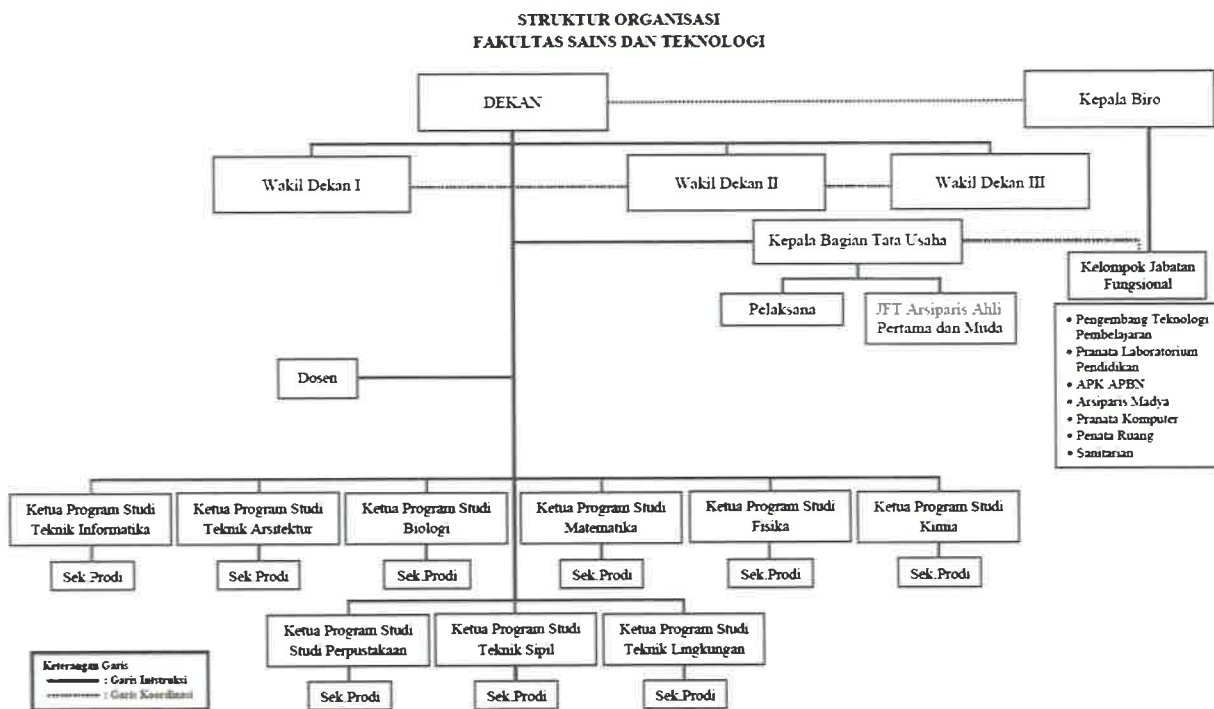 STRUKTUR ORGANISASI
FAKULTAS SAINS DAN TEKNOLOGI
DEKAN
Kepala Biro
Wakil Dekan I
Wakil Dekan II
Wakil Dekan III
Kepala Bagian Tata Usaha
Kelompok Jabatan
Fungsional
Pelaksana
JFT Arsiparis Ahli
Pertama dan Muda
• Pengembang Teknologi
Pembelajaran
• Pranata Laboratorium
Pendidikan
• APK APBN
• Arsiparis Madya
• Pranata Komputer
• Penata Ruang
• Sanitarian
Dosen
Ketua Program Studi
Teknik Informatika
Ketua Program Studi
Teknik Arsitektur
Ketua Program Studi
Biologi
Ketua Program Studi
Matematika
Ketua Program Studi
Fisika
Ketua Program Studi
Kimia
Sek.Prodi
Sek.Prodi
Sek.Prodi
Sek.Prodi
Sek.Prodi
Sek.Prodi
Ketua Program Studi
Studi Perpustakaan
Ketua Program Studi
Teknik Sipil
Ketua Program Studi
Teknik Lingkungan
Sek.Prodi
Sek.Prodi
Sek.Prodi
Keterangan Garis
: Garis Intstruksi
: Garis Koordinasi